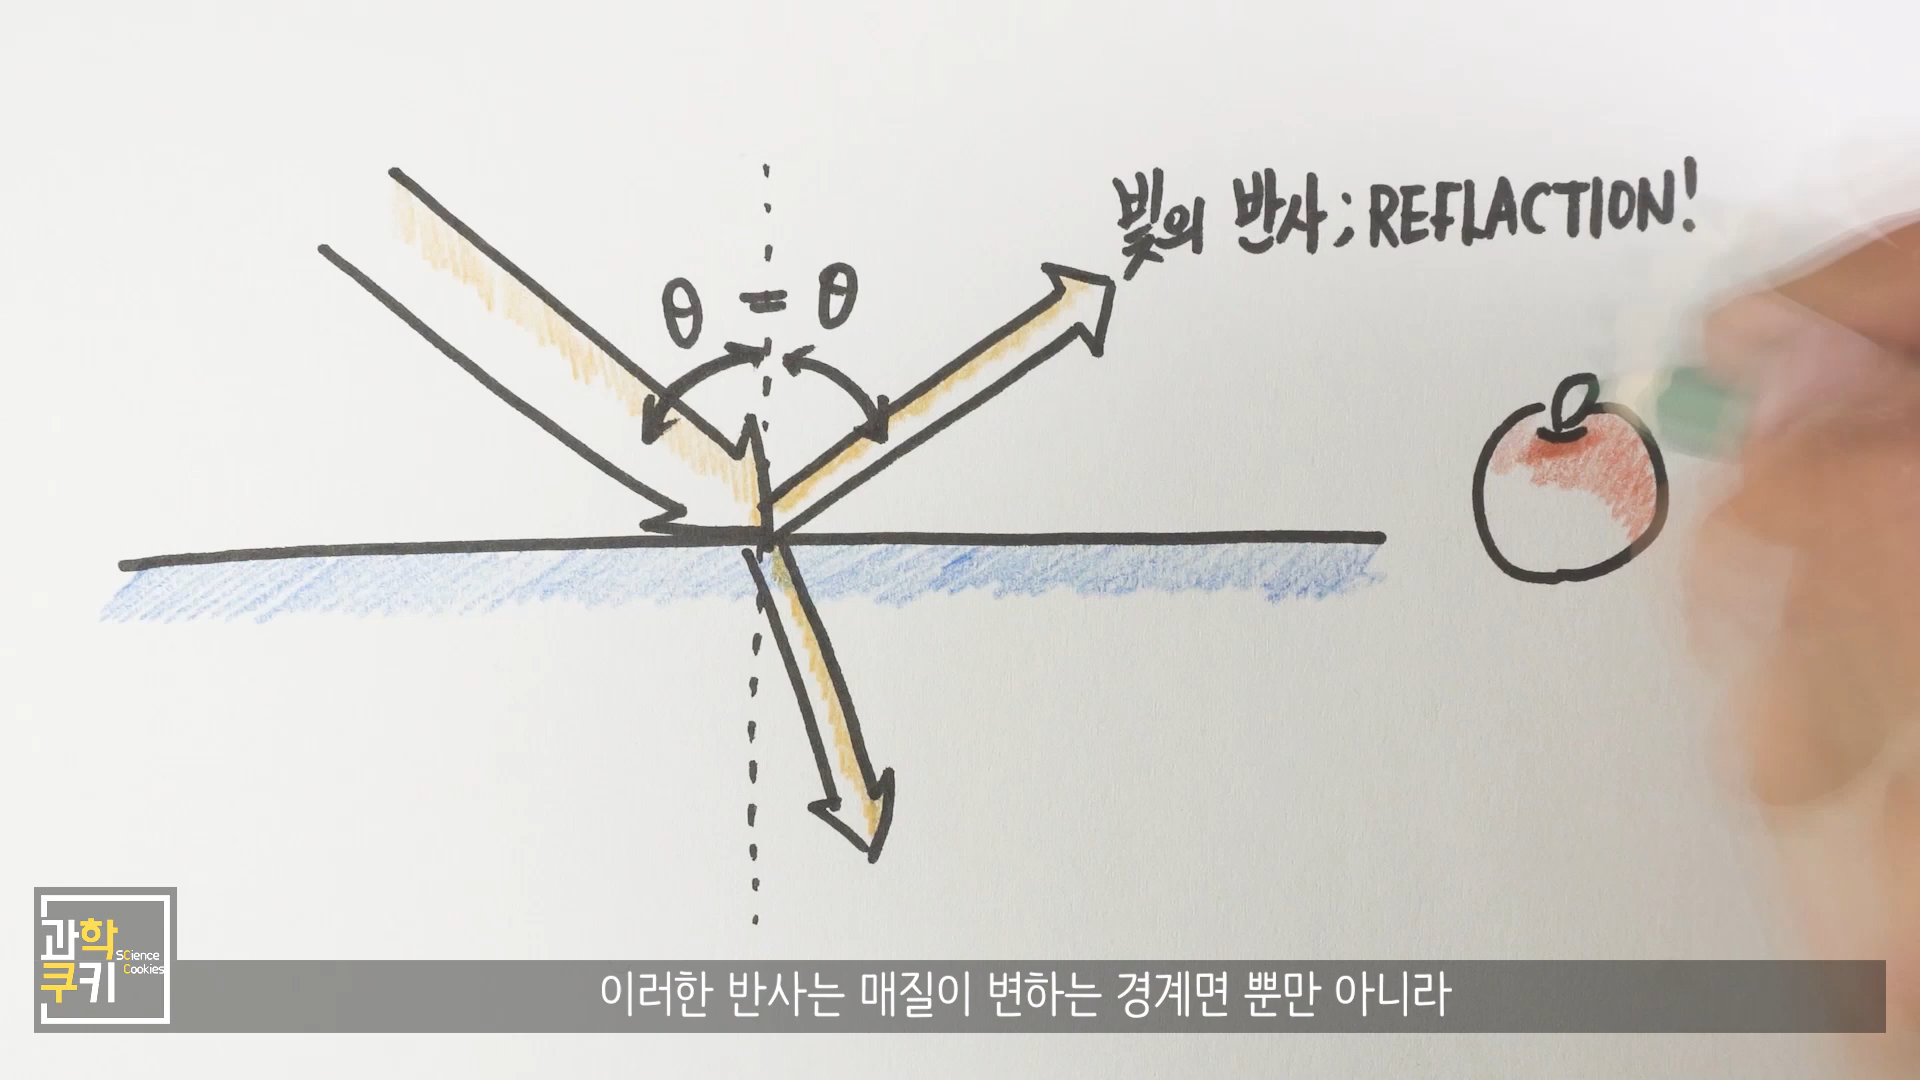 빛의 반사; REFLACTION!
θ = θ
과학
쿠키
Science
Cookies
이러한 반사는 매질이 변하는 경계면 뿐만 아니라